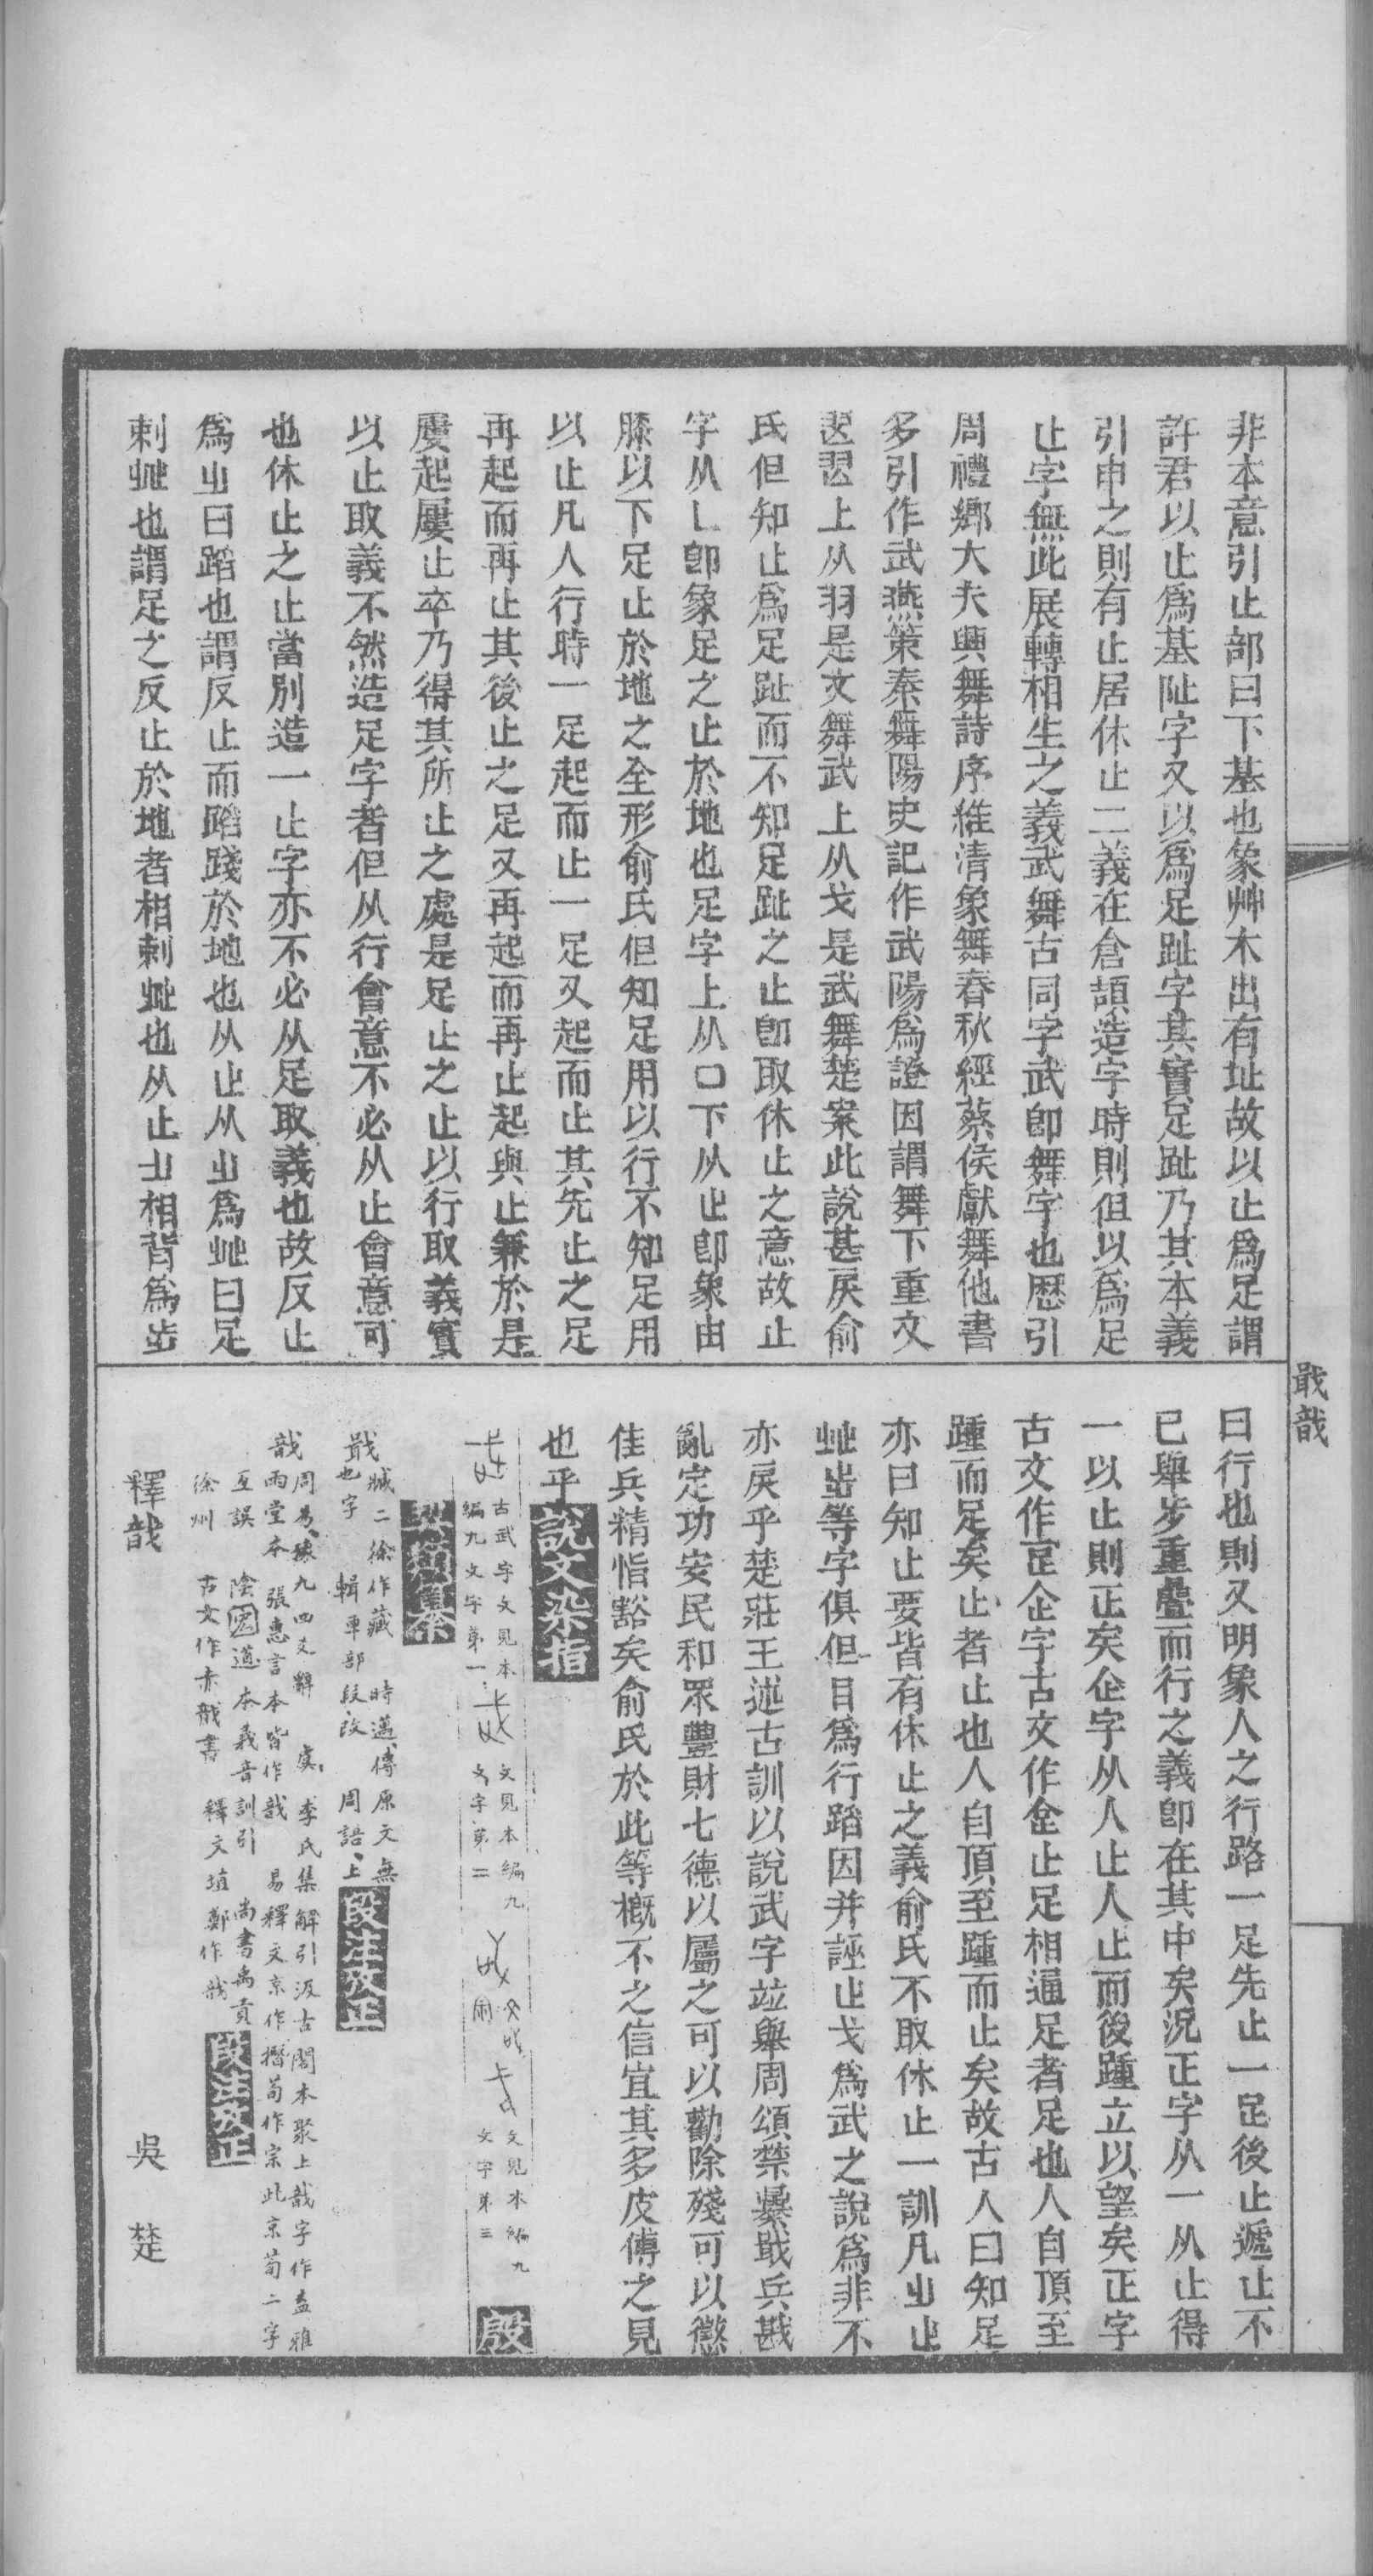 非本意引止部曰下基也象艸木出有址故以止爲足謂
許君以止爲基阯字又以爲足趾字其實足趾乃其本義
引申之則有止居休止二義在倉頡造字時則但以爲足
止字無此展轉相生之義武舞古同字武卽舞字也歷引
周禮鄉大夫興舞詩序維清象舞春秋經蔡侯獻舞他書
多引作武燕策秦舞陽史記作武陽爲證因謂舞下重文
𦐀上从羽是文舞武上从戈是武舞楚案此說甚戾俞
氏但知止爲足趾而不知足趾之止卽取休止之意故止
字从乚卽象足之止於地也足字上从口下从止卽象由
膝以下足止於地之全形俞氏但知足用以行不知足用
以止凡人行時一足起而止一足又起而止其先止之足
再起而再止其後止之足又再起而再止起與止兼於是
屢起屢止卒乃得其所止之處是足止之止以行取義實
以止取義不然造足字者但从行會意不必从止會意可
也休止之止當別造一止字亦不必从足取義也故反止
爲𣥂曰蹈也謂反止而蹈踐於地也从止从𣥂爲癶曰足
剌癶也謂足之反止於地者相剌癶也从止𣥂相背爲步
曰行也則又明象人之行路一足先止一足後止遞止不
已舉步重疊而行之義卽在其中矣況正字从一从止得
一以止則正矣企字从人止人止而後踵立以望矣正字
古文作𤴓企字古文作𠈮止足相逼足者足也人自頂至
踵而足矣止者止也人自頂至踵而止矣故古人曰知足
亦曰知止要皆有休止之義俞氏不取休止一訓凡𣥂止
癶步等字俱但目爲行蹈因并誣止戈爲武之說爲非不
亦戾乎楚莊王述古訓以說武字竝舉周頌禁暴戢兵戡
亂定功安民和眾豐財七德以屬之可以勸除殘可以懲
佳兵精恉豁矣俞氏於此等概不之信宜其多皮傅之見
也乎 說文染指
古武字文見本編九文字第一 文見本編九文字第二 文見本編九文字第三 殷
契類纂
戢 臧二徐作藏 時邁傳原文無也字 輯車部段改 周語上 段注攷正
戠 周易豫九四爻辭 虞 李氏集解引汲古閣本聚上戠字作盍雅雨堂本張惠言本皆作戠 易釋文京作撍荀作宗此京荀二字互誤 陰宏道 本義音訓引 尚書禹貢徐州 古文作赤戠書 釋文埴鄭作戠 段注攷正
釋戠 吳 楚
戢戠